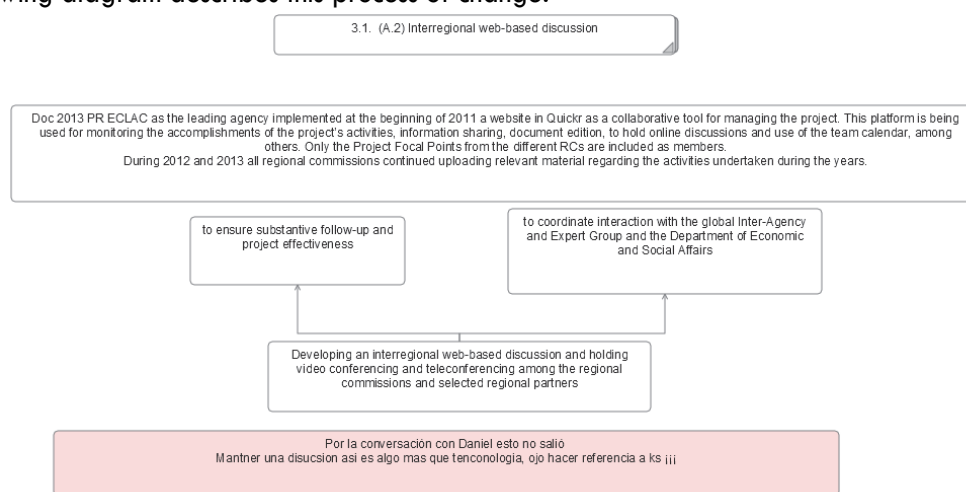 wing diagram describes this process of change.
3.1. (A.2) Interregional web-based discussion
Doc 2013 PR ECLAC as the leading agency implemented at the beginning of 2011 a website in Quickr as a collaborative tool for managing the project. This platform is being
used for monitoring the accomplishments of the project's activities, information sharing, document edition, to hold online discussions and use of the team calendar, among
others. Only the Project Focal Points from the different RCs are included as members.
During 2012 and 2013 all regional commissions continued uploading relevant material regarding the activities undertaken during the years.
to ensure substantive follow-up and
project effectiveness
to coordinate interaction with the global Inter-Agency
and Expert Group and the Department of Economic
and Social Affairs
Developing an interregional web-based discussion and holding
video conferencing and teleconferencing among the regional
commissions and selected regional partners
Por la conversación con Daniel esto no salió
Mantner una disucsion asi es algo mas que tenconologia, ojo hacer referencia a ks ¡¡¡